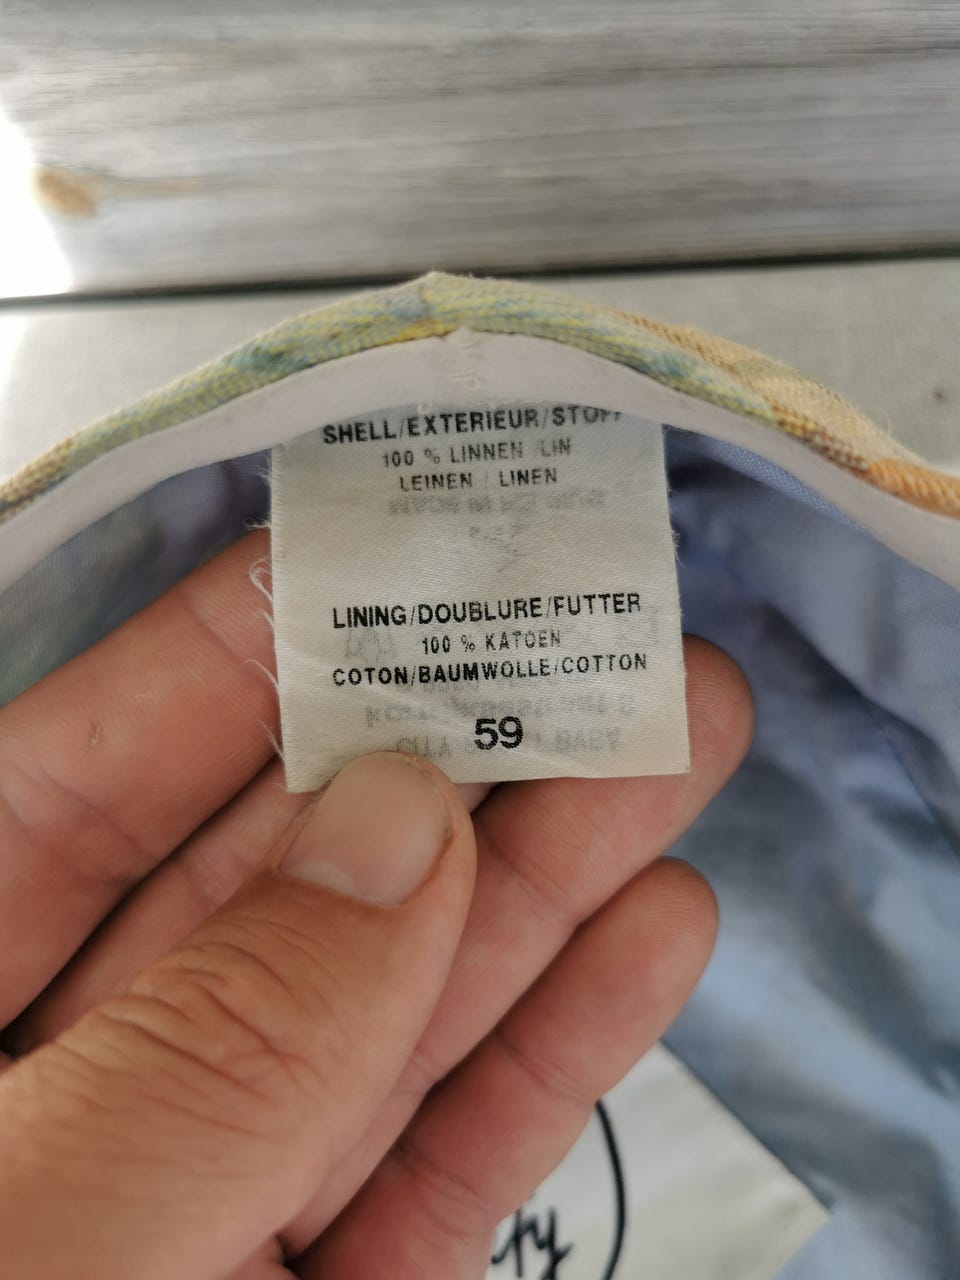 SHELL/EXTERIEUR/STOFF
100 % LINNEN /LIN
LEINEN / LINEN
LINING/DOUBLURE/FUTTER
100 % KATOEN
COTON/BAUMWOLLE/COTTON
59